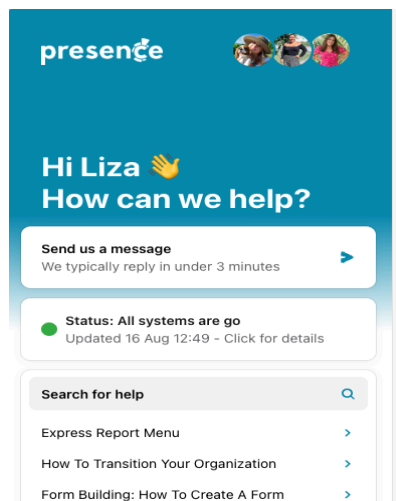 presence
Hi Liza 👋
How can we help?
Send us a message
We typically reply in under 3 minutes
Status: All systems are go
Updated 16 Aug 12:49 - Click for details
Search for help
Express Report Menu
How To Transition Your Organization
Form Building: How To Create A Form